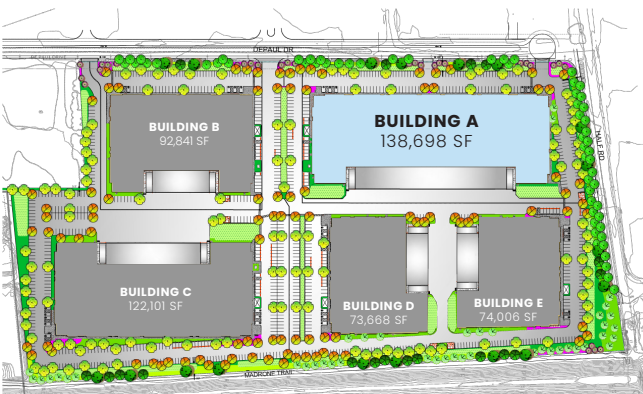 DEPAUL DR
BUILDING B
92,841 SF
BUILDING A
138,698 SF
HALE RD
BUILDING C
122,101 SF
BUILDING D
73,668 SF
BUILDING E
74,006 SF
MADRONE TRAIL